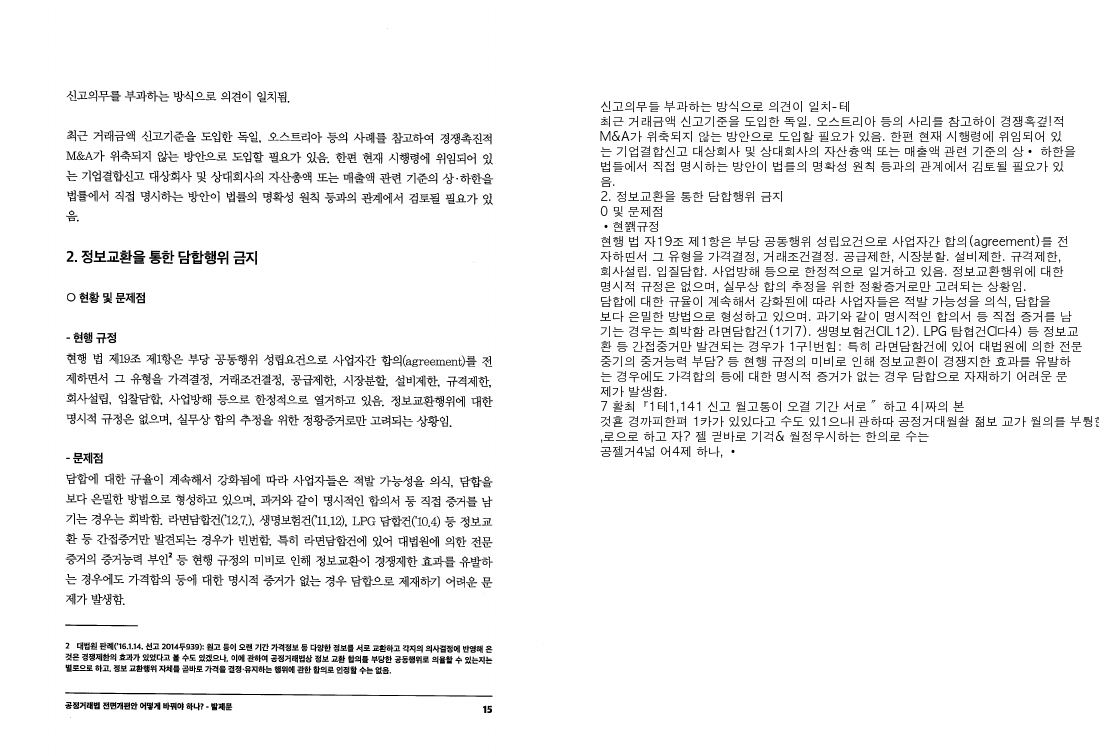 신고의무를 부과하는 방식으로 의견이 일치됨.
최근 거래금액 신고기준을 도입한 독일, 오스트리아 등의 사례를 참고하여 경쟁촉진적
M&A가 위축되지 않는 방안으로 도입할 필요가 있음. 한편 현재 시행령에 위임되어 있
는 기업결합신고 대상회사 및 상대회사의 자산총액 또는 매출액 관련 기준의 상·하한을
법률에서 직접 명시하는 방안이 법률의 명확성 원칙 등과의 관계에서 검토될 필요가 있
음.
2. 정보교환을 통한 담합행위 금지
○ 현황 및 문제점
- 현행 규정
현행 법 제19조 제1항은 부당 공동행위 성립요건으로 사업자간 합의(agreement)를 전
제하면서 그 유형을 가격결정, 거래조건결정, 공급제한, 시장분할, 설비제한, 규격제한,
회사설립, 입찰담합, 사업방해 등으로 한정적으로 열거하고 있음. 정보교환행위에 대한
명시적 규정은 없으며, 실무상 합의 추정을 위한 정황증거로만 고려되는 상황임.
- 문제점
담합에 대한 규율이 계속해서 강화됨에 따라 사업자들은 적발 가능성을 의식, 담합을
보다 은밀한 방법으로 형성하고 있으며, 과거와 같이 명시적인 합의서 등 직접 증거를 남
기는 경우는 희박함. 라면담합건('12.7.), 생명보험건('11.12), LPG 담합건('10.4) 등 정보교
환 등 간접증거만 발견되는 경우가 빈번함. 특히 라면담합건에 있어 대법원에 의한 전문
증거의 증거능력 부인² 등 현행 규정의 미비로 인해 정보교환이 경쟁제한 효과를 유발하
는 경우에도 가격합의 등에 대한 명시적 증거가 없는 경우 담합으로 제재하기 어려운 문
제가 발생함.
2 대법원 판례('16.1.14. 선고 2014두939): 원고 등이 오랜 기간 가격정보 등 다양한 정보를 서로 교환하고 각자의 의사결정에 반영해 온
것은 경쟁제한의 효과가 있었다고 볼 수도 있겠으나, 이에 관하여 공정거래법상 정보 교환 합의를 부당한 공동행위로 의율할 수 있는지는
별로으로 하고, 정보 교환행위 자체를 곧바로 가격을 결정·유지하는 행위에 관한 합의로 인정할 수는 없음.
공정거래법 전면개편안 어떻게 바꿔야 하나? - 발제문
15
신고의무들 부과하는 방식으로 의견이 일치-테
최근 거래금액 신고기준을 도입한 독일. 오스트리아 등의 사리를 참고하이 경쟁혹겵!적
M&A가 위축되지 않는 방안으로 도입할 필요가 있음. 한편 현재 시행령에 위임되어 있
는 기업결합신고 대상회사 및 상대회사의 자산총액 또는 매출액 관련 기준의 상• 하한을
법들에서 직접 명시하는 방안이 법률의 명확성 원칙 등과의 관계에서 김토될 필요가 있
음.
2. 정보교환을 통한 담합행위 금지
0 및 문제점
• 현쬃규정
현행 법 자19조 제1항은 부당 공동행위 성립요건으로 사업자간 합의(agreement)를 전
자하띤서 그 유형을 가격결정, 거래조건결정. 공급제한, 시장분할. 설비제한. 규격제한,
회사설림. 입질담합. 사업방해 등으로 한정적으로 일거하고 있음. 정보교환행위에 대한
명시적 규정은 없으며, 실무상 합의 추정을 위한 정황증거로만 고려되는 상황임.
담합에 대한 규율이 계속해서 강화된에 따라 사업자들은 적발 가능성을 의식, 담합을
보다 은밀한 방법으로 형성하고 있으며, 과기와 같이 명시적인 합의서 등 직접 증거를 남
기는 경우는 희박함 라면담합건(1기7). 생명보험건CIL12). LPG 탐협건CI다4) 등 정보교
환 등 간접증거만 발견되는 경우가 1구!번힘: 특히 라면담함건에 있어 대법원에 의한 전문
중기의 중거능력 부담? 등 현행 규정의 미비로 인해 정보교환이 경쟁지한 효과를 유발하
는 경우에도 가격합의 등에 대한 명시적 증거가 없는 경우 담합으로 자재하기 어려운 문
제가 발생함.
7 활최『1테1,141 신고 월고통이 오결 기간 서로 ˝ 하고 4|짜의 본
것횬 경까피한펴 1카가 있있다고 수도 있1으나 관하따 공정거대월쇌 젊보 교가 월의를 부퉝한
,로으로 하고 자? 젤 곧바로 기걱& 월정우시하는 한의로 수는
공젤거4넓 어4제 하나, •